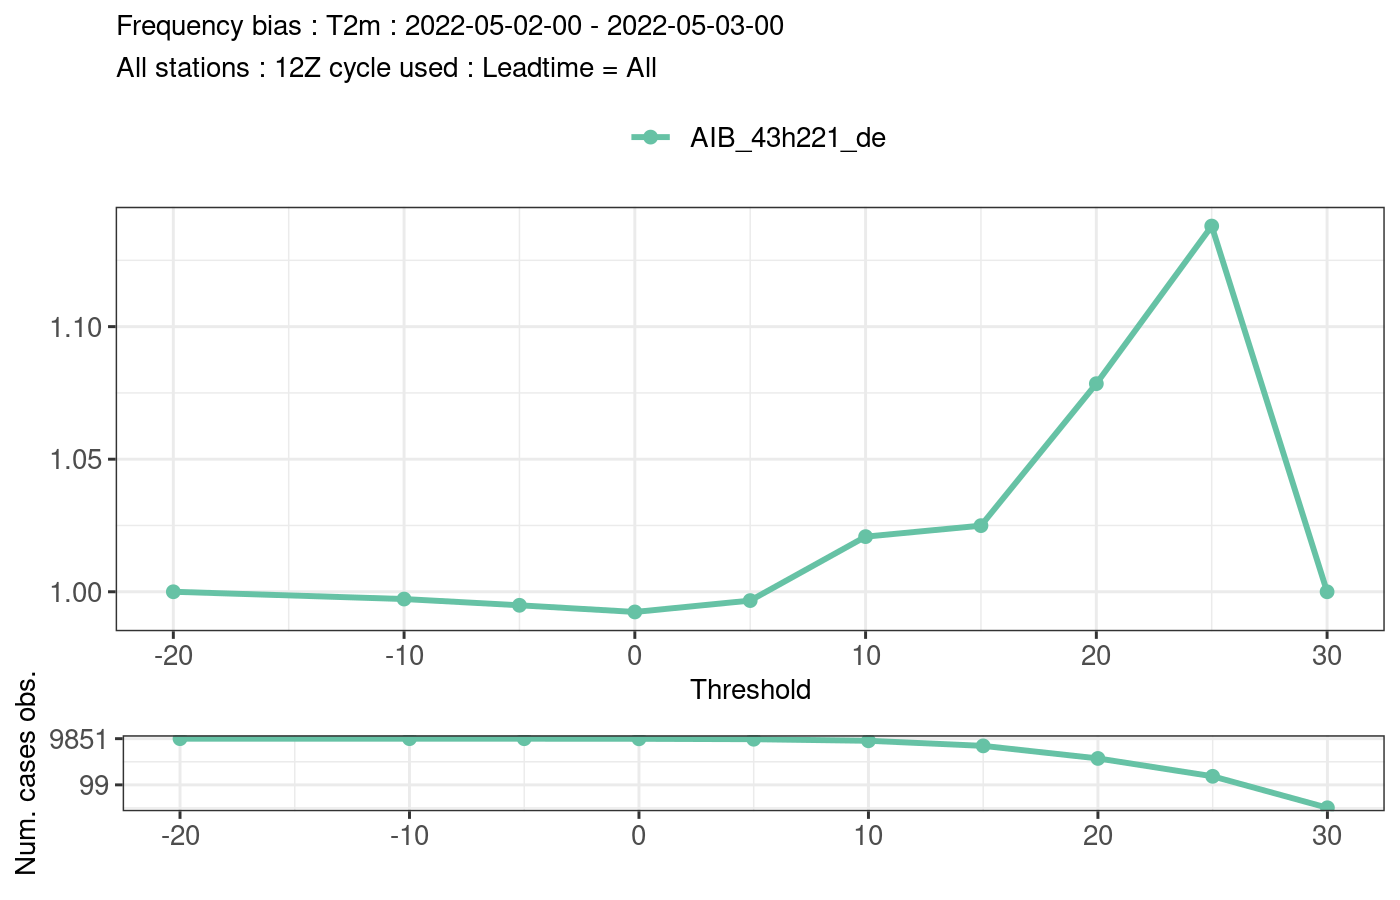 Frequency bias : T2m : 2022-05-02-00 - 2022-05-03-00
All stations : 12Z cycle used : Leadtime = All
AIB_43h221_de
1.10
1.05
1.00
-20 -10 0 10 20 30
Threshold
Num. cases obs.
9851
99
-20 -10 0 10 20 30